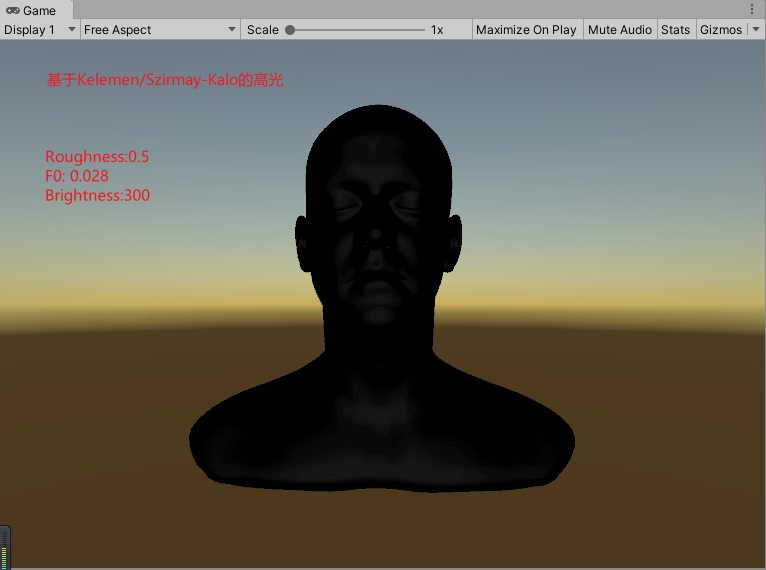 Game
Display 1 Free Aspect Scale 1x Maximize On Play Mute Audio Stats Gizmos
基于Kelemen/Szirmay-Kalo的高光
Roughness:0.5
F0: 0.028
Brightness:300